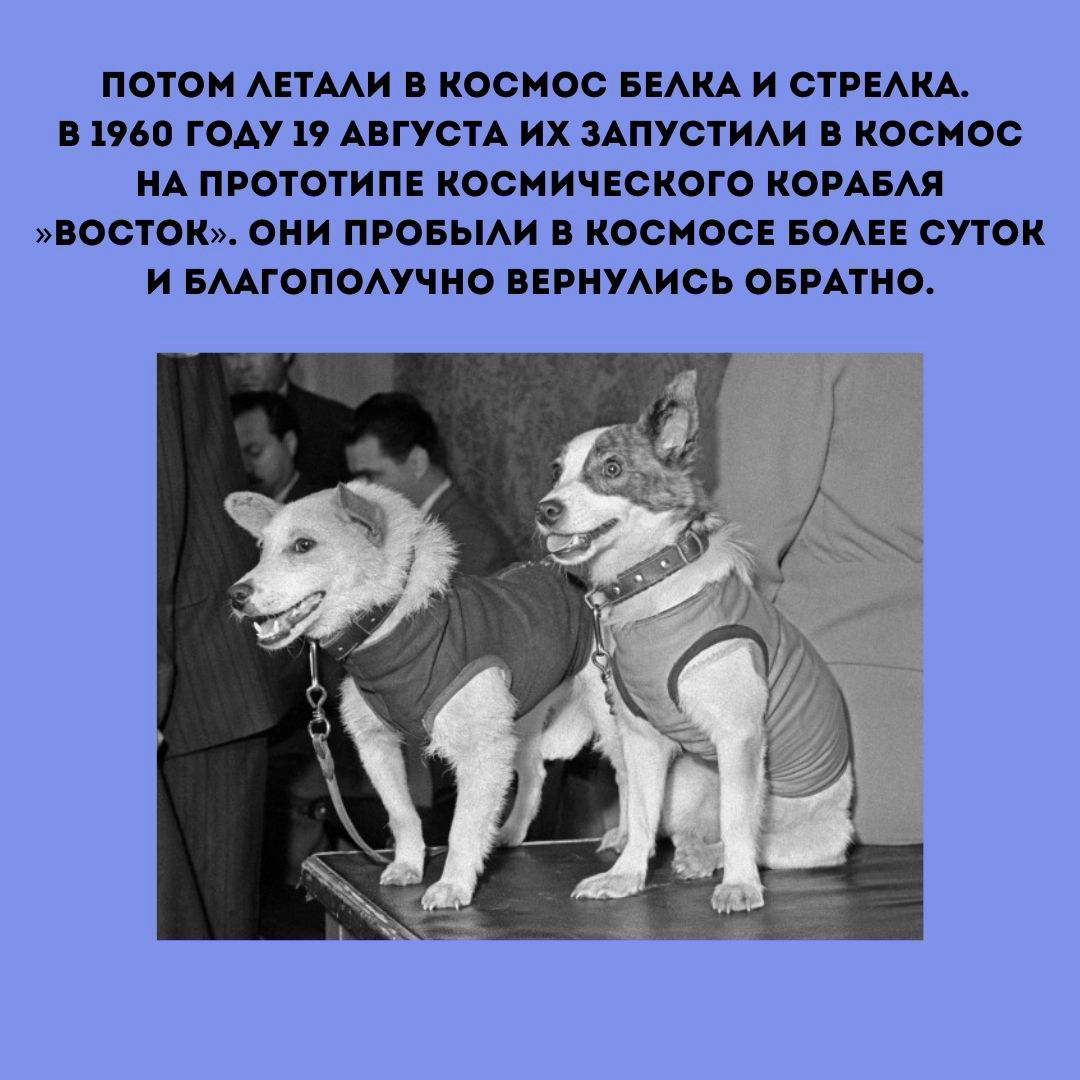 ПОТОМ ЛЕТАЛИ В КОСМОС БЕЛКА И СТРЕЛКА.
В 1960 ГОДУ 19 АВГУСТА ИХ ЗАПУСТИЛИ В КОСМОС
НА ПРОТОТИПЕ КОСМИЧЕСКОГО КОРАБЛЯ
»ВОСТОК». ОНИ ПРОБЫЛИ В КОСМОСЕ БОЛЕЕ СУТОК
И БЛАГОПОЛУЧНО ВЕРНУЛИСЬ ОБРАТНО.